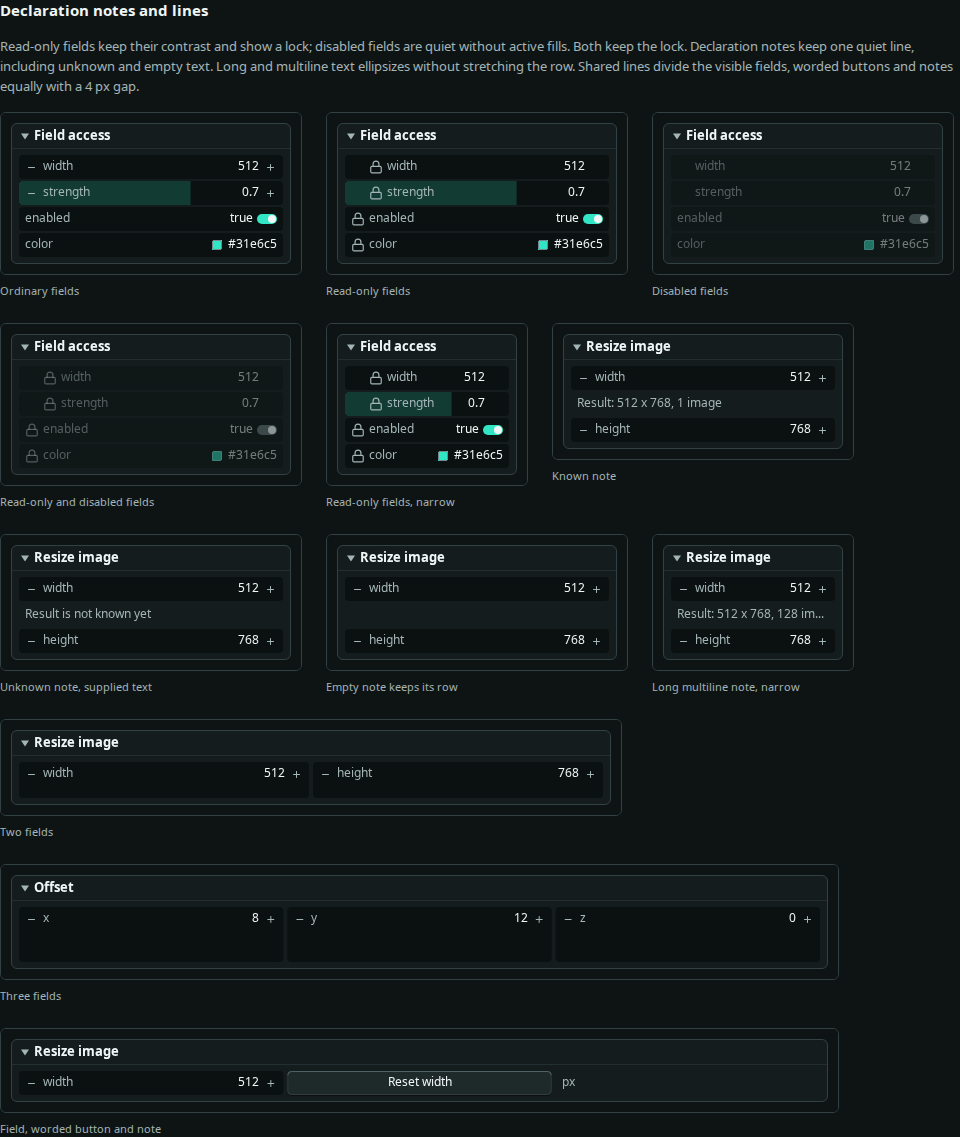 Declaration notes and lines
Read-only fields keep their contrast and show a lock; disabled fields are quiet without active fills. Both keep the lock. Declaration notes keep one quiet line,
including unknown and empty text. Long and multiline text ellipsizes without stretching the row. Shared lines divide the visible fields, worded buttons and notes
equally with a 4 px gap.
Field access
– width 512 +
– strength 0.7 +
enabled true
color #31e6c5
Ordinary fields
Field access
width 512
strength 0.7
enabled true
color #31e6c5
Read-only fields
Field access
width 512
strength 0.7
enabled true
color #31e6c5
Disabled fields
Field access
width 512
strength 0.7
enabled true
color #31e6c5
Read-only and disabled fields
Field access
width 512
strength 0.7
enabled true
color #31e6c5
Read-only fields, narrow
Resize image
– width 512 +
Result: 512 x 768, 1 image
– height 768 +
Known note
Resize image
– width 512 +
Result is not known yet
– height 768 +
Unknown note, supplied text
Resize image
– width 512 +
– height 768 +
Empty note keeps its row
Resize image
– width 512 +
Result: 512 x 768, 128 im...
– height 768 +
Long multiline note, narrow
Resize image
– width 512 + – height 768 +
Two fields
Offset
– x 8 + – y 12 + – z 0 +
Three fields
Resize image
– width 512 + Reset width px
Field, worded button and note